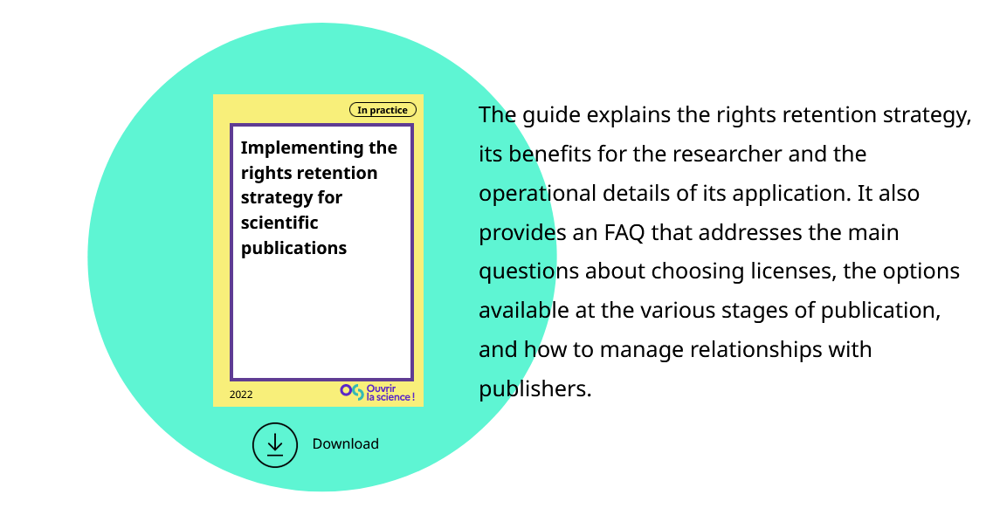 In practice
Implementing the
rights retention
strategy for
scientific
publications
2022
Ouvrir
la science !
Download
The guide explains the rights retention strategy,
its benefits for the researcher and the
operational details of its application. It also
provides an FAQ that addresses the main
questions about choosing licenses, the options
available at the various stages of publication,
and how to manage relationships with
publishers.